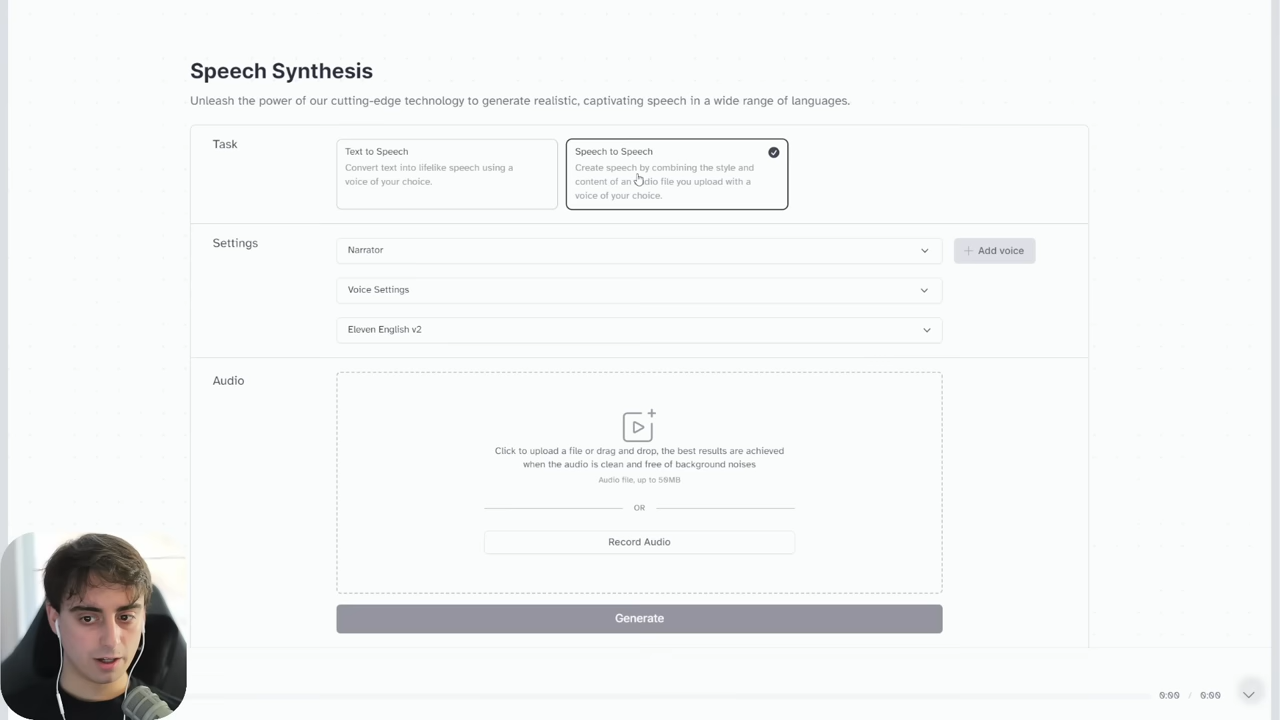 Speech Synthesis
Unleash the power of our cutting-edge technology to generate realistic, captivating speech in a wide range of languages.
Task
Text to Speech
Convert text into lifelike speech using a
voice of your choice.
Speech to Speech
Create speech by combining the style and
content of an audio file you upload with a
voice of your choice.
Settings
Narrator
+ Add voice
Voice Settings
Eleven English v2
Audio
Click to upload a file or drag and drop, the best results are achieved
when the audio is clean and free of background noises
Audio file, up to 50MB
OR
Record Audio
Generate
0:00 / 0:00